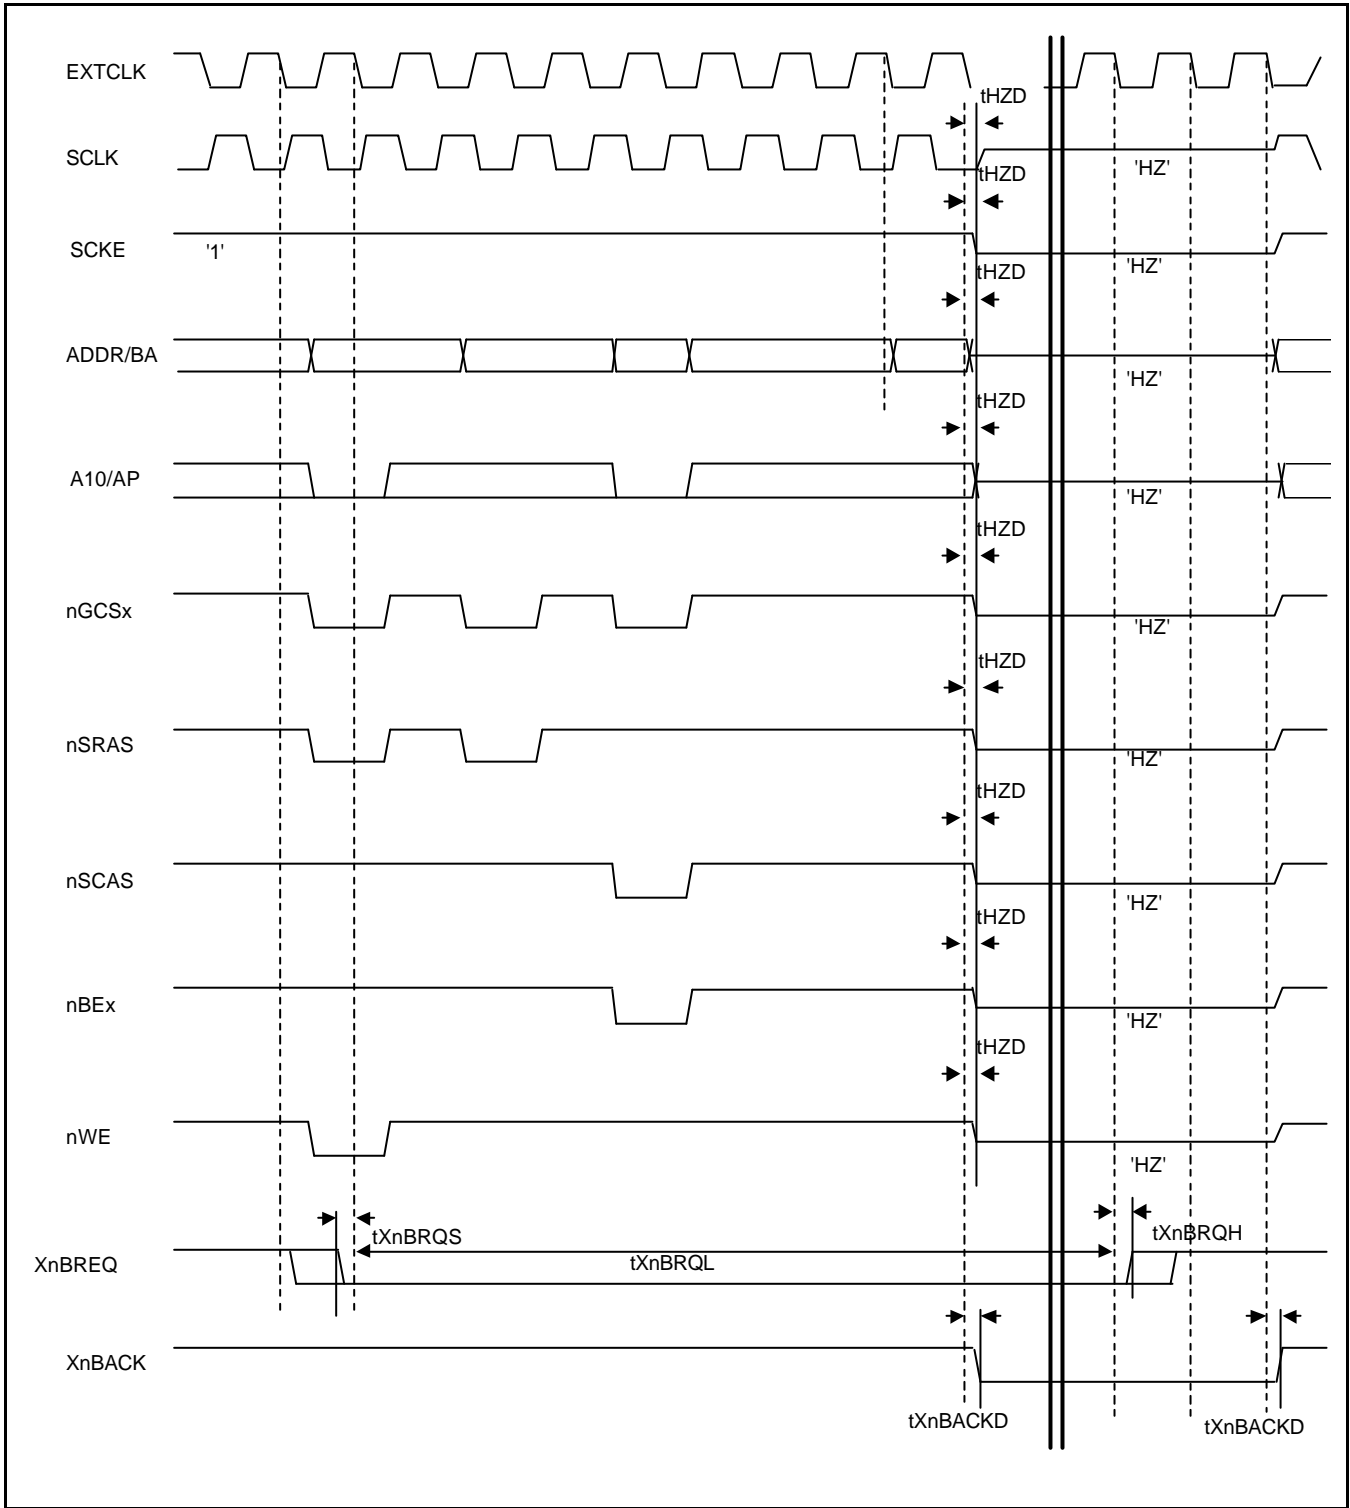 EXTCLK
tHZD
SCLK
'HZ'
tHZD
SCKE
'1'
'HZ'
tHZD
ADDR/BA
'HZ'
tHZD
A10/AP
'HZ'
tHZD
nGCSx
'HZ'
tHZD
nSRAS
'HZ'
tHZD
nSCAS
'HZ'
tHZD
nBEx
'HZ'
tHZD
nWE
'HZ'
tXnBRQS
tXnBRQH
XnBREQ
tXnBRQL
XnBACK
tXnBACKD
tXnBACKD